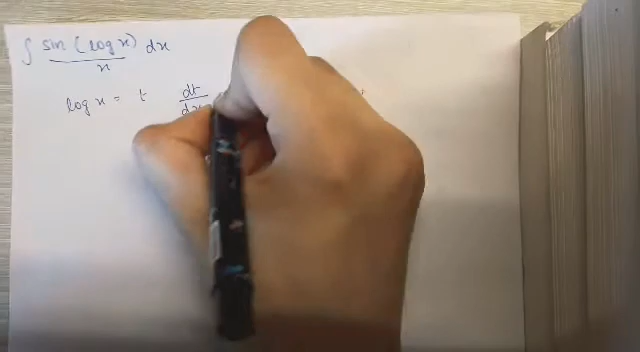 ∫ sin (log x) / x dx
log x = t dt/dx